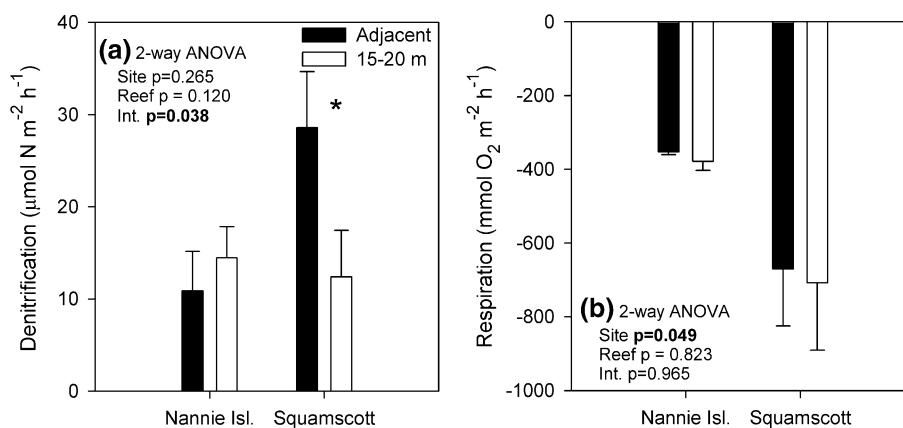 Denitrification (µmol N m⁻² h⁻¹)
40
30
20
10
0
(a) 2-way ANOVA
Site p=0.265
Reef p = 0.120
Int. p=0.038
Adjacent
15-20 m
*
Nannie Isl.
Squamscott
Respiration (mmol O₂ m⁻² h⁻¹)
0
-200
-400
-600
-800
-1000
(b) 2-way ANOVA
Site p=0.049
Reef p = 0.823
Int. p=0.965
Nannie Isl.
Squamscott